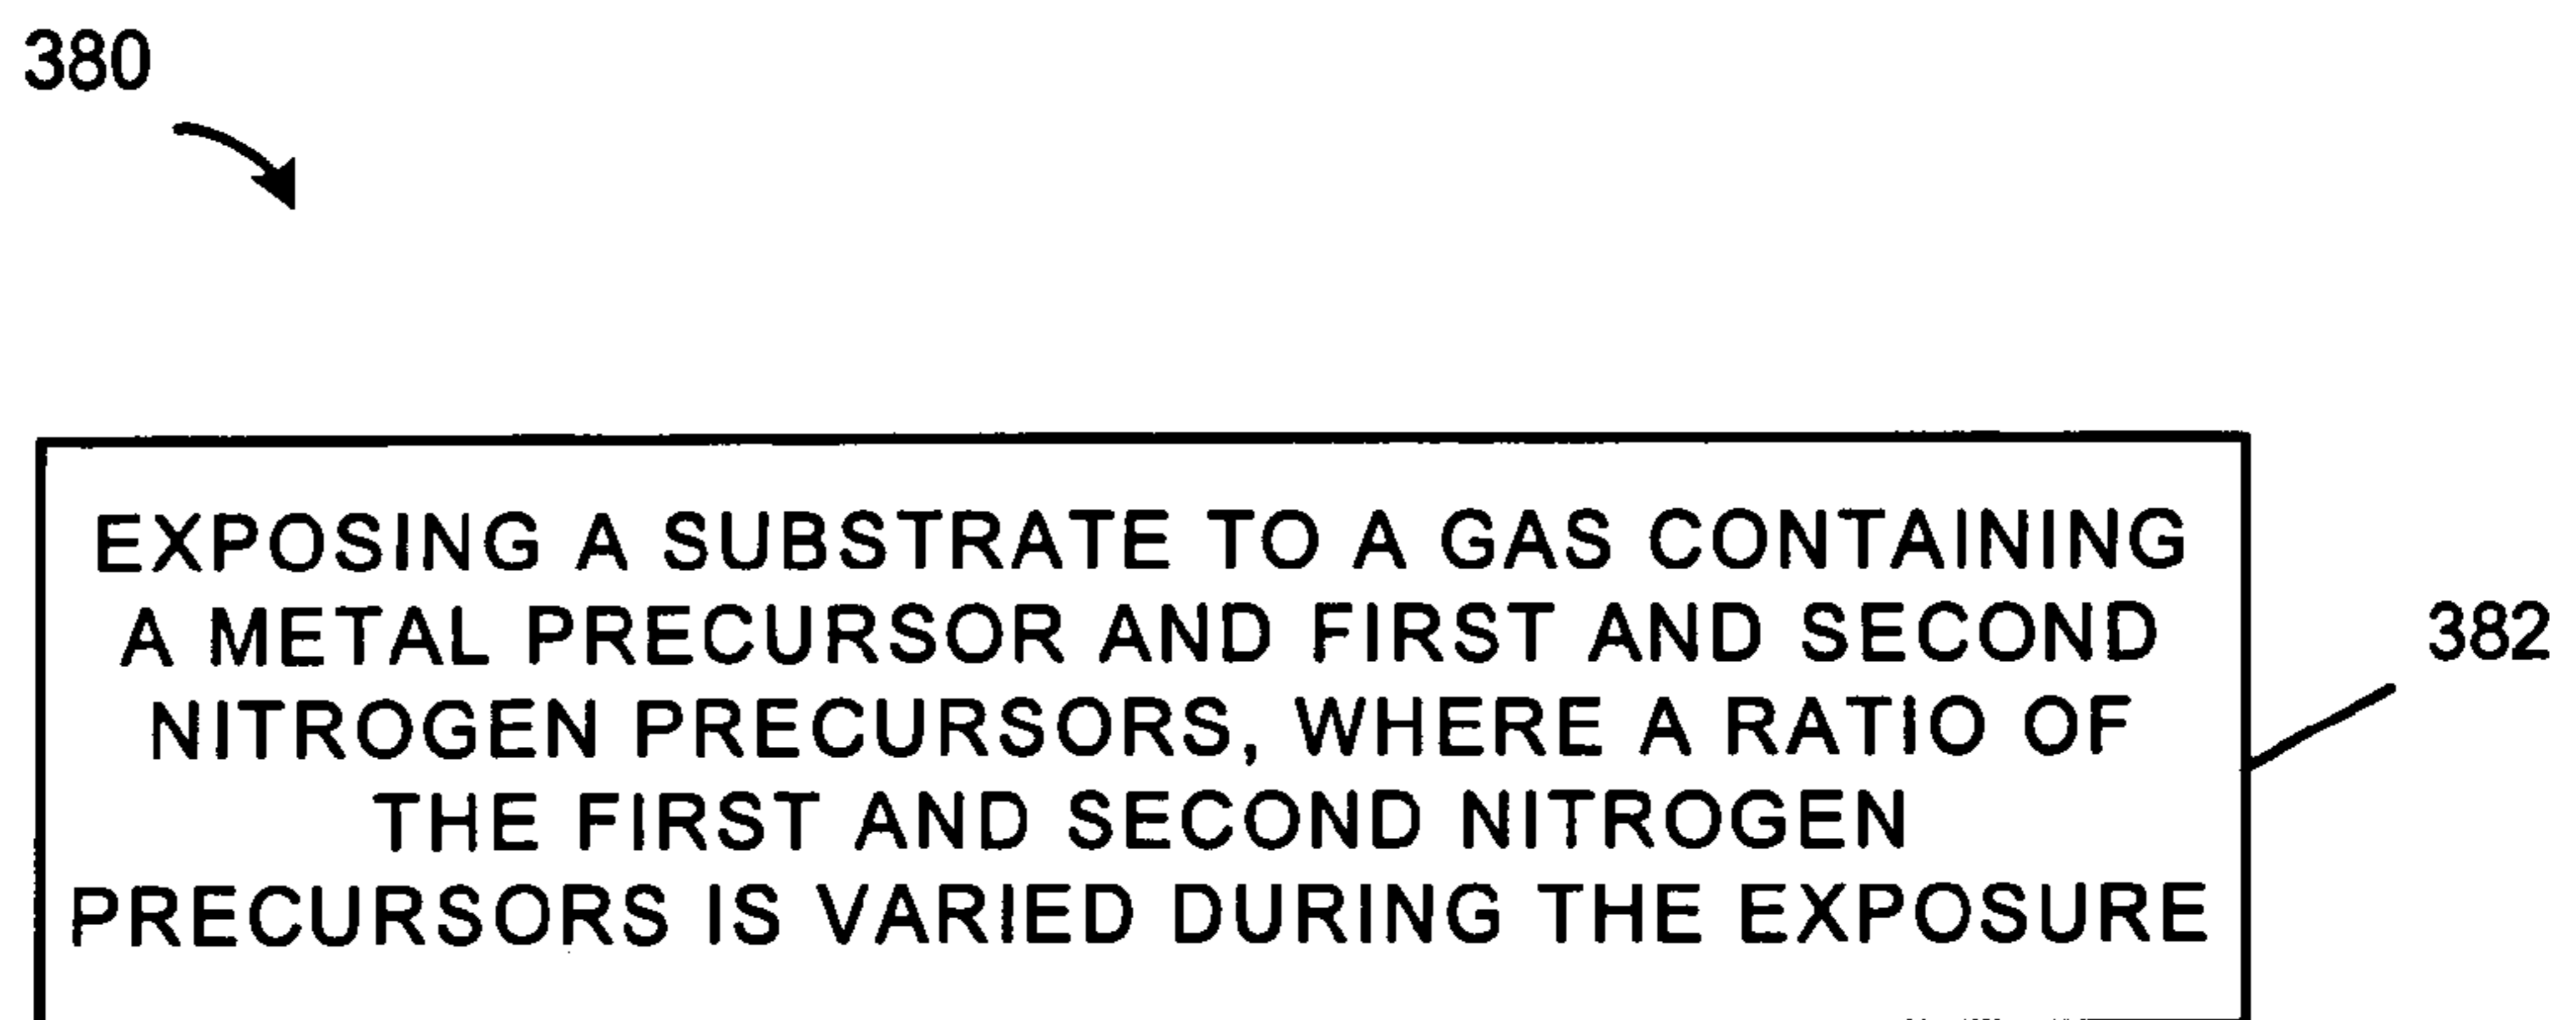 380
EXPOSING A SUBSTRATE TO A GAS CONTAINING
A METAL PRECURSOR AND FIRST AND SECOND
NITROGEN PRECURSORS, WHERE A RATIO OF
THE FIRST AND SECOND NITROGEN
PRECURSORS IS VARIED DURING THE EXPOSURE
382